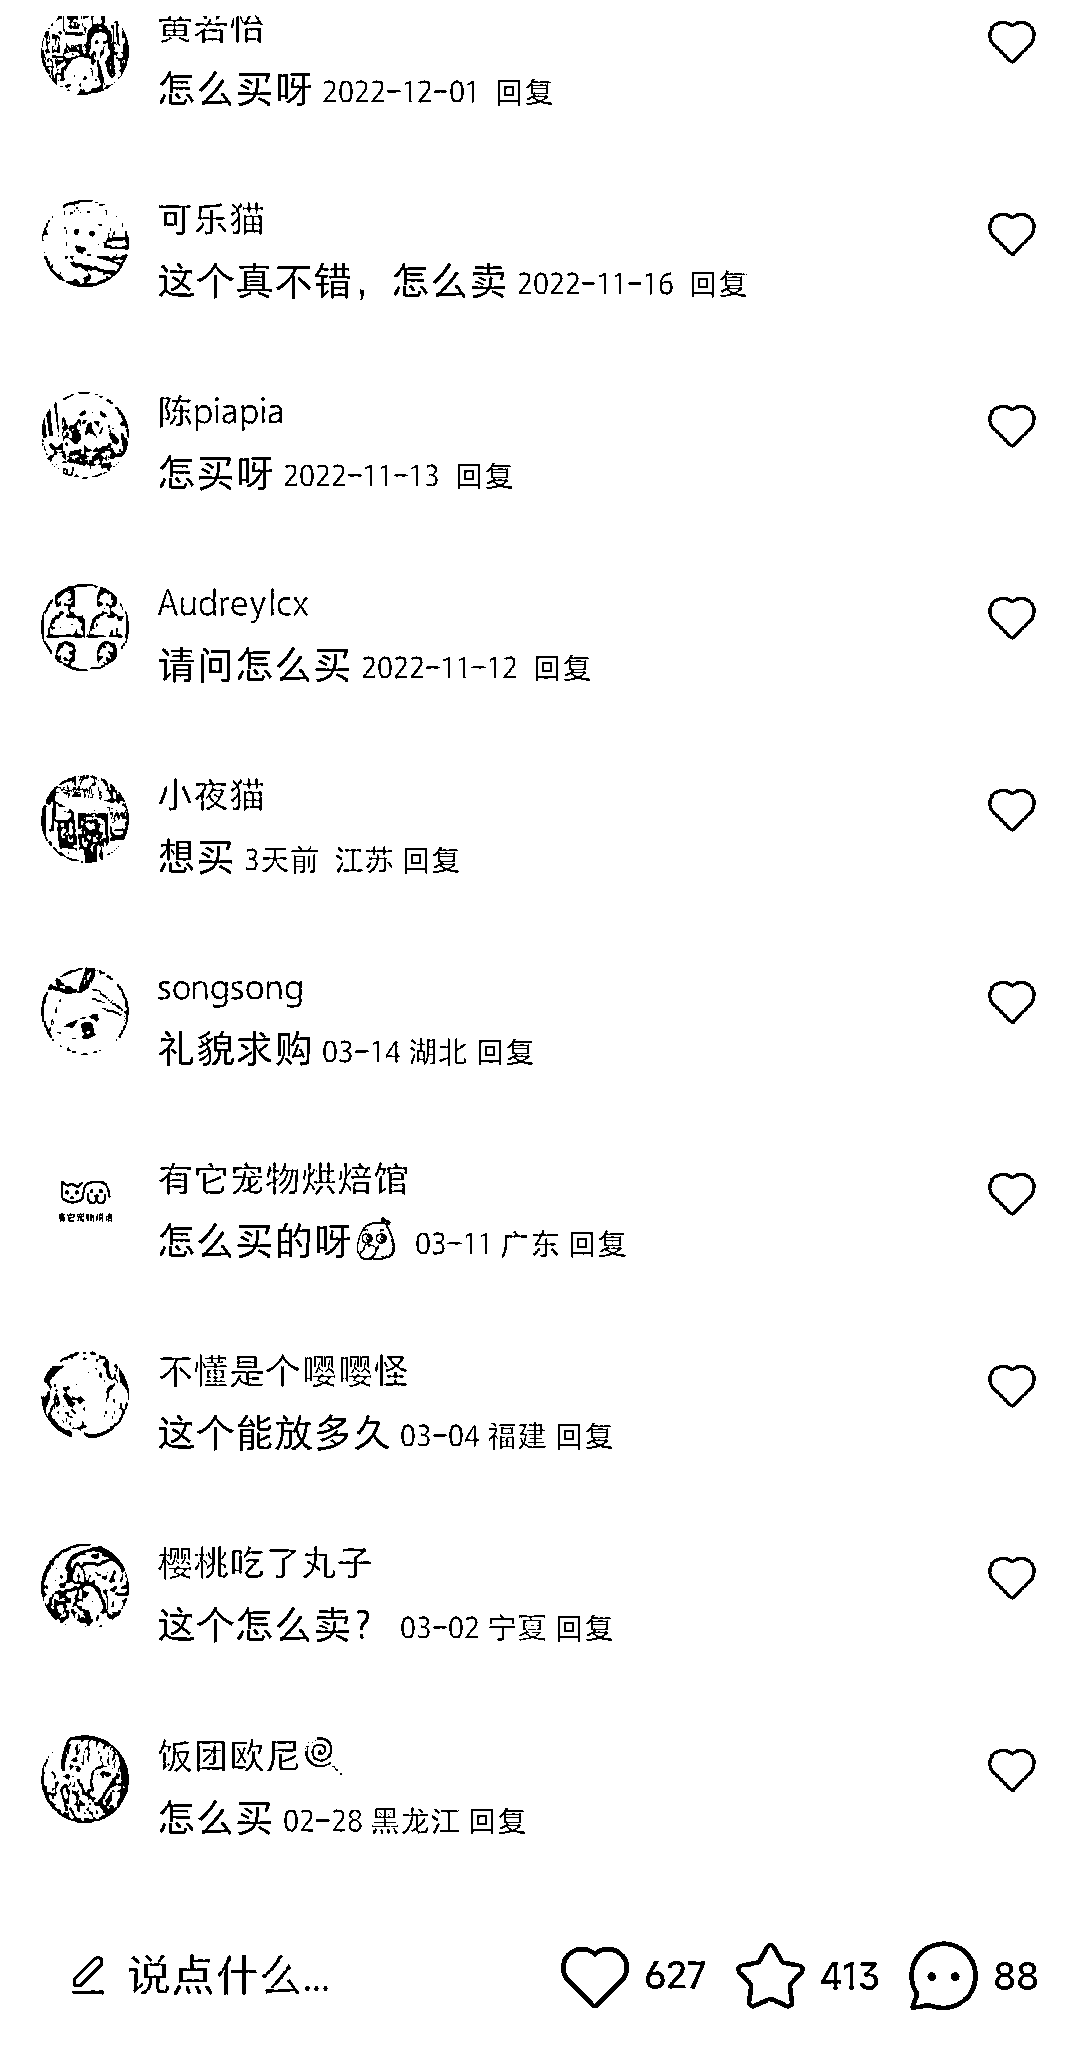 黄若怡
怎么买呀 2022-12-01 回复
可乐猫
这个真不错，怎么卖 2022-11-16 回复
陈piapia
怎买呀 2022-11-13 回复
Audreylcx
请问怎么买 2022-11-12 回复
小夜猫
想买 3天前 江苏 回复
songsong
礼貌求购 03-14 湖北 回复
有它宠物烘焙馆
有它宠物烘焙
怎么买的呀 03-11 广东 回复
不懂是个嘤嘤怪
这个能放多久 03-04 福建 回复
樱桃吃了丸子
这个怎么卖？ 03-02 宁夏 回复
饭团欧尼🍭
怎么买 02-28 黑龙江 回复
说点什么... 627 413 88